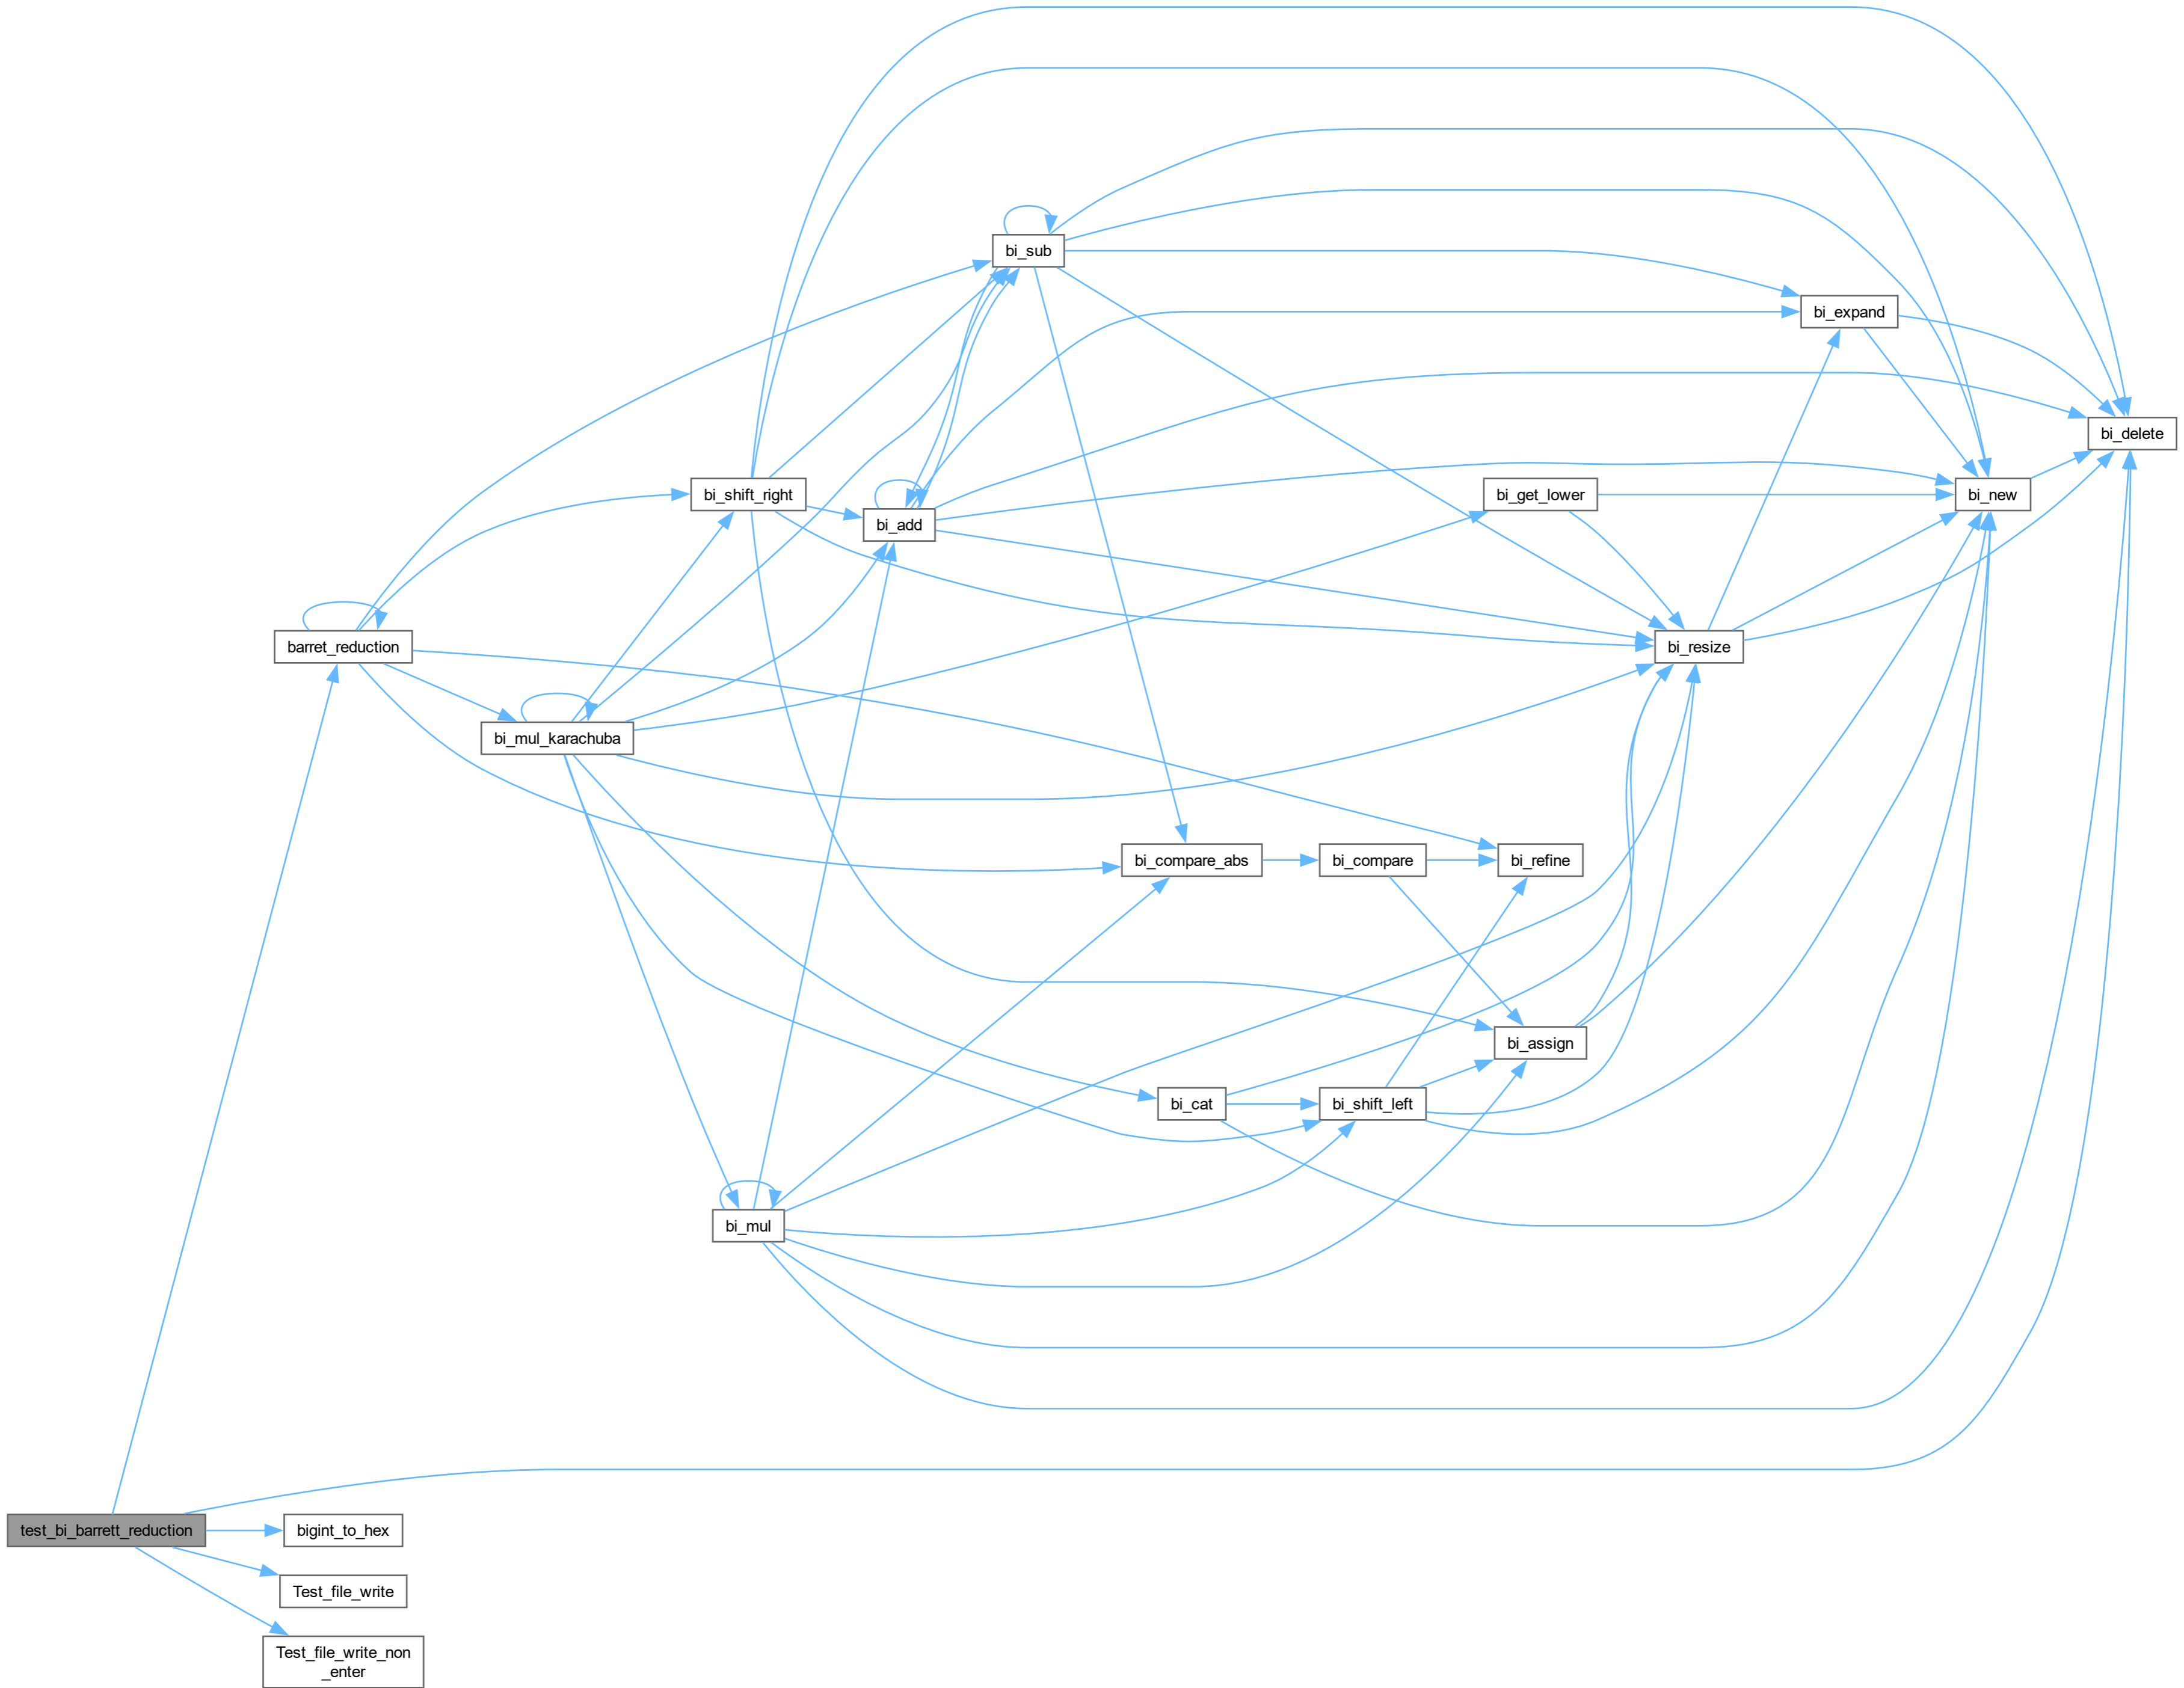 bi_sub
bi_expand
bi_delete
bi_shift_right
bi_add
bi_get_lower
bi_new
barret_reduction
bi_resize
bi_mul_karachuba
bi_compare_abs
bi_compare
bi_refine
bi_assign
bi_cat
bi_shift_left
bi_mul
test_bi_barrett_reduction
bigint_to_hex
Test_file_write
Test_file_write_non
_enter